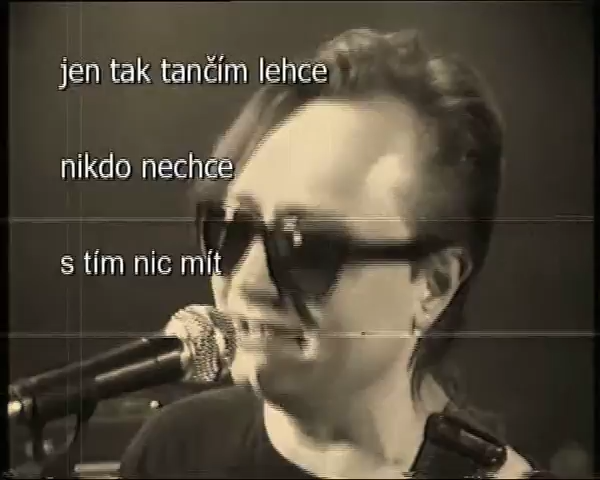 jen tak tančím lehce
nikdo nechce
s tím nic mít